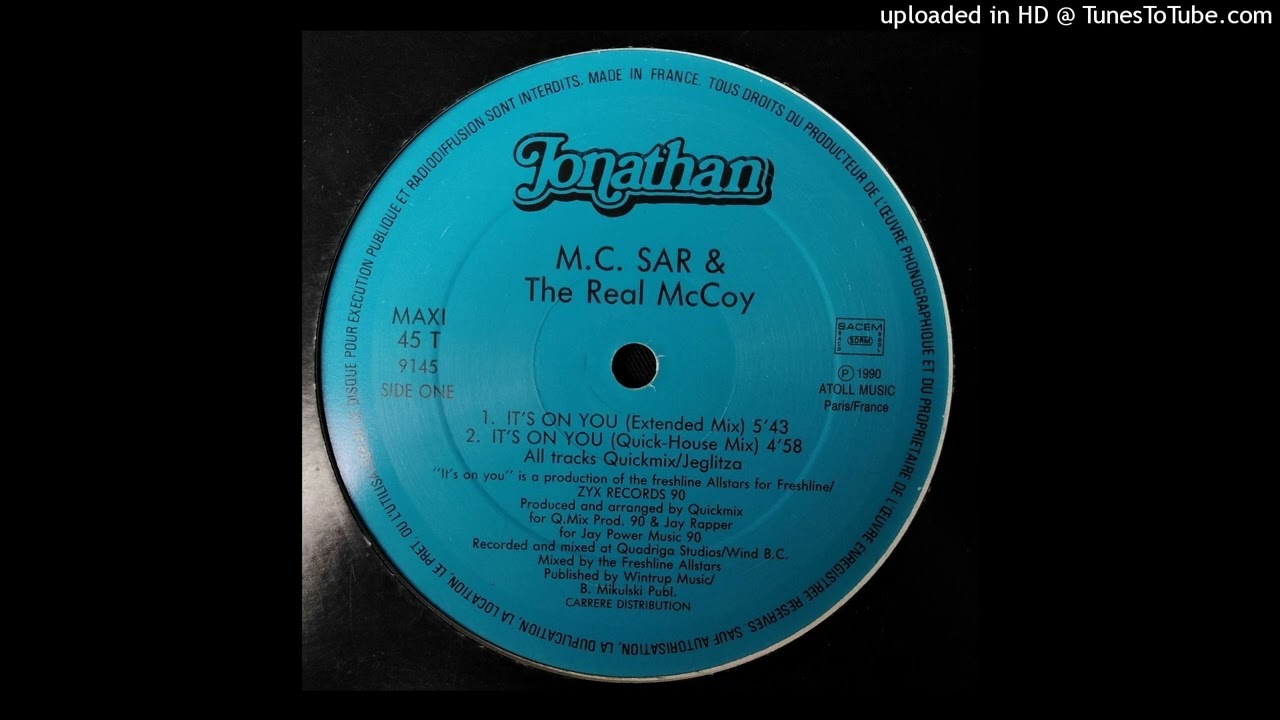 uploaded in HD @ TunesToTube.com
DISQUE POUR EXECUTION PUBLIQUE ET RADIODIFFUSION SONT INTERDITS. MADE IN FRANCE. TOUS DROITS DU PRODUCTEUR DE L'ŒUVRE PHONOGRAPHIQUE ET DU PROPRIETAIRE DE L'ŒUVRE ENREGISTREE RESERVES. SAUF AUTORISATION, LA DUPLICATION, LA LOCATION, LE PRET, OU L'UTILISA
Jonathan
M.C. SAR &
The Real McCoy
MAXI
45 T
9145
SIDE ONE
SACEM
SDRM
Ⓟ 1990
ATOLL MUSIC
Paris/France
1. IT'S ON YOU (Extended Mix) 5'43
2. IT'S ON YOU (Quick-House Mix) 4'58
All tracks Quickmix/Jeglitza
"It's on you" is a production of the freshline Allstars for Freshline/
ZYX RECORDS 90
Produced and arranged by Quickmix
for Q.Mix Prod. 90 & Jay Rapper
for Jay Power Music 90
Recorded and mixed at Quadriga Studios/Wind B.C.
Mixed by the Freshline Allstars
Published by Wintrup Music/
B. Mikulski Publ.
CARRERE DISTRIBUTION